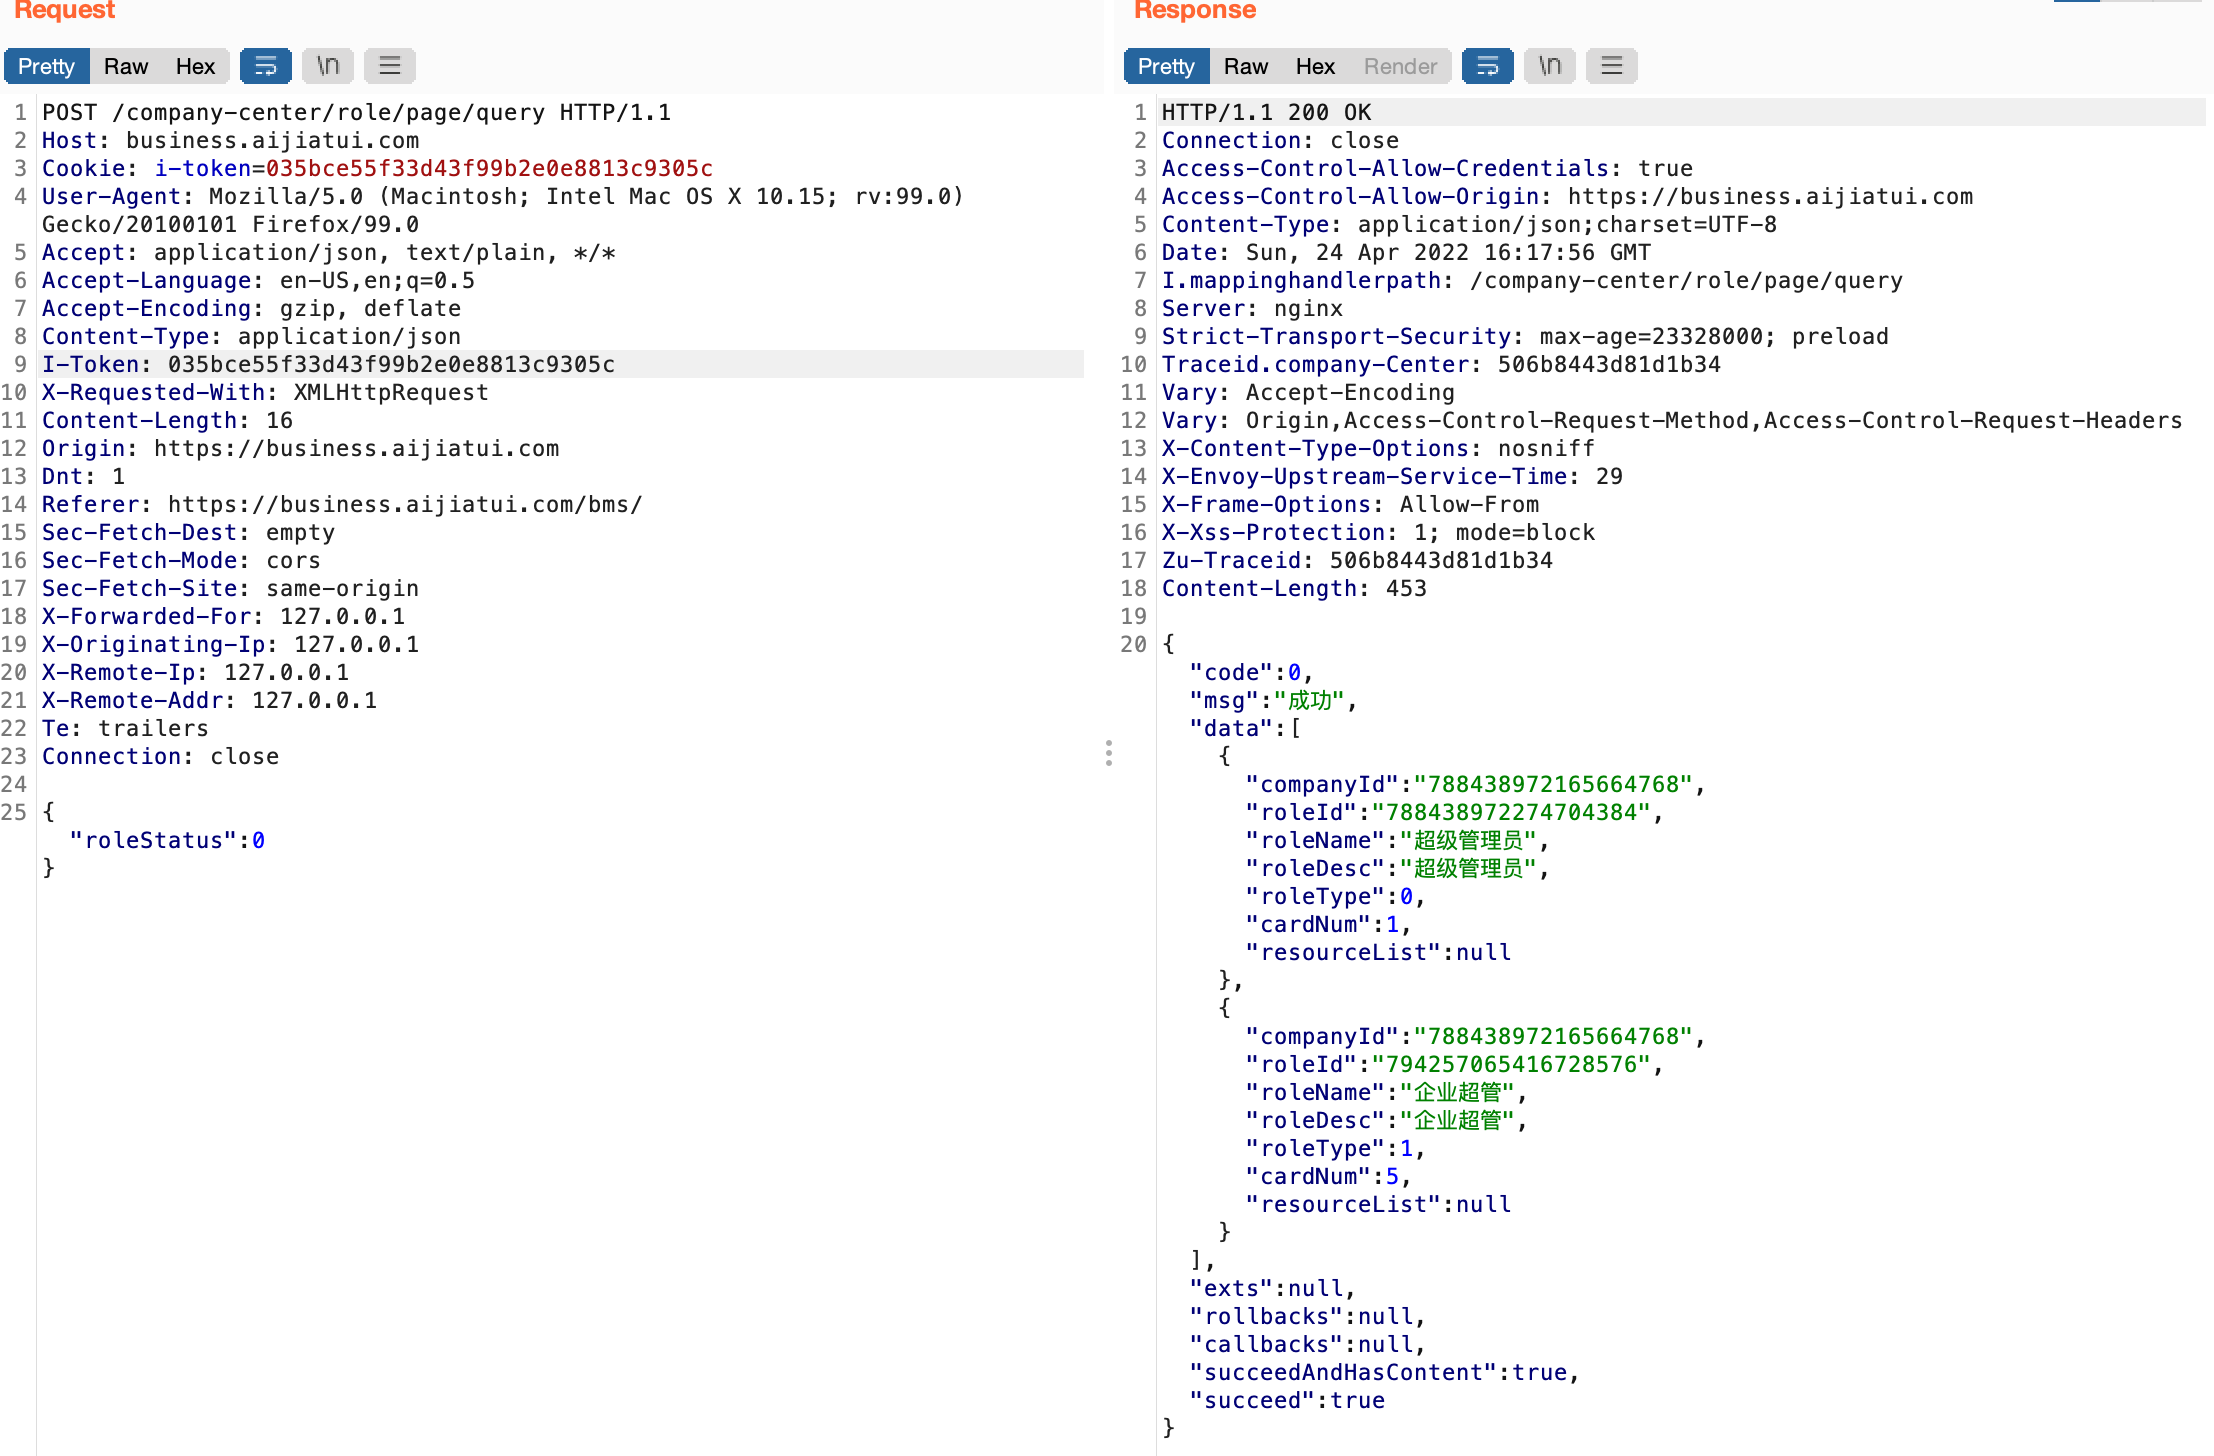 Request
Pretty Raw Hex \n
1 POST /company-center/role/page/query HTTP/1.1
2 Host: business.aijiatui.com
3 Cookie: i-token=035bce55f33d43f99b2e0e8813c9305c
4 User-Agent: Mozilla/5.0 (Macintosh; Intel Mac OS X 10.15; rv:99.0)
Gecko/20100101 Firefox/99.0
5 Accept: application/json, text/plain, */*
6 Accept-Language: en-US,en;q=0.5
7 Accept-Encoding: gzip, deflate
8 Content-Type: application/json
9 I-Token: 035bce55f33d43f99b2e0e8813c9305c
10 X-Requested-With: XMLHttpRequest
11 Content-Length: 16
12 Origin: https://business.aijiatui.com
13 Dnt: 1
14 Referer: https://business.aijiatui.com/bms/
15 Sec-Fetch-Dest: empty
16 Sec-Fetch-Mode: cors
17 Sec-Fetch-Site: same-origin
18 X-Forwarded-For: 127.0.0.1
19 X-Originating-Ip: 127.0.0.1
20 X-Remote-Ip: 127.0.0.1
21 X-Remote-Addr: 127.0.0.1
22 Te: trailers
23 Connection: close
24
25 {
"roleStatus":0
}
Response
Pretty Raw Hex Render \n
1 HTTP/1.1 200 OK
2 Connection: close
3 Access-Control-Allow-Credentials: true
4 Access-Control-Allow-Origin: https://business.aijiatui.com
5 Content-Type: application/json;charset=UTF-8
6 Date: Sun, 24 Apr 2022 16:17:56 GMT
7 I.mappinghandlerpath: /company-center/role/page/query
8 Server: nginx
9 Strict-Transport-Security: max-age=23328000; preload
10 Traceid.company-Center: 506b8443d81d1b34
11 Vary: Accept-Encoding
12 Vary: Origin,Access-Control-Request-Method,Access-Control-Request-Headers
13 X-Content-Type-Options: nosniff
14 X-Envoy-Upstream-Service-Time: 29
15 X-Frame-Options: Allow-From
16 X-Xss-Protection: 1; mode=block
17 Zu-Traceid: 506b8443d81d1b34
18 Content-Length: 453
19
20 {
"code":0,
"msg":"成功",
"data":[
{
"companyId":"788438972165664768",
"roleId":"788438972274704384",
"roleName":"超级管理员",
"roleDesc":"超级管理员",
"roleType":0,
"cardNum":1,
"resourceList":null
},
{
"companyId":"788438972165664768",
"roleId":"794257065416728576",
"roleName":"企业超管",
"roleDesc":"企业超管",
"roleType":1,
"cardNum":5,
"resourceList":null
}
],
"exts":null,
"rollbacks":null,
"callbacks":null,
"succeedAndHasContent":true,
"succeed":true
}